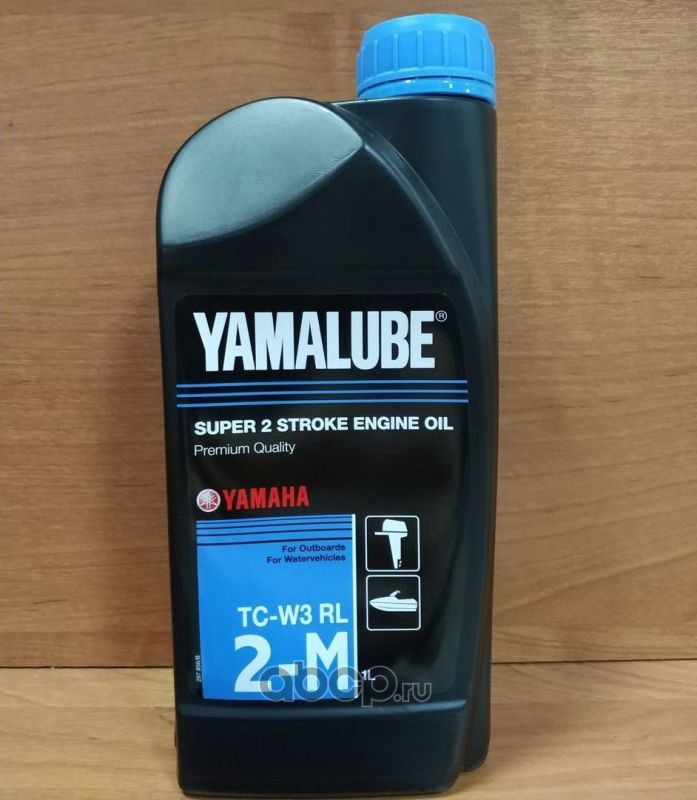 YAMALUBE®
SUPER 2 STROKE ENGINE OIL
Premium Quality
YAMAHA
For Outboards
For Watervehicles
TC-W3 RL
2-M
1L
abcp.ru